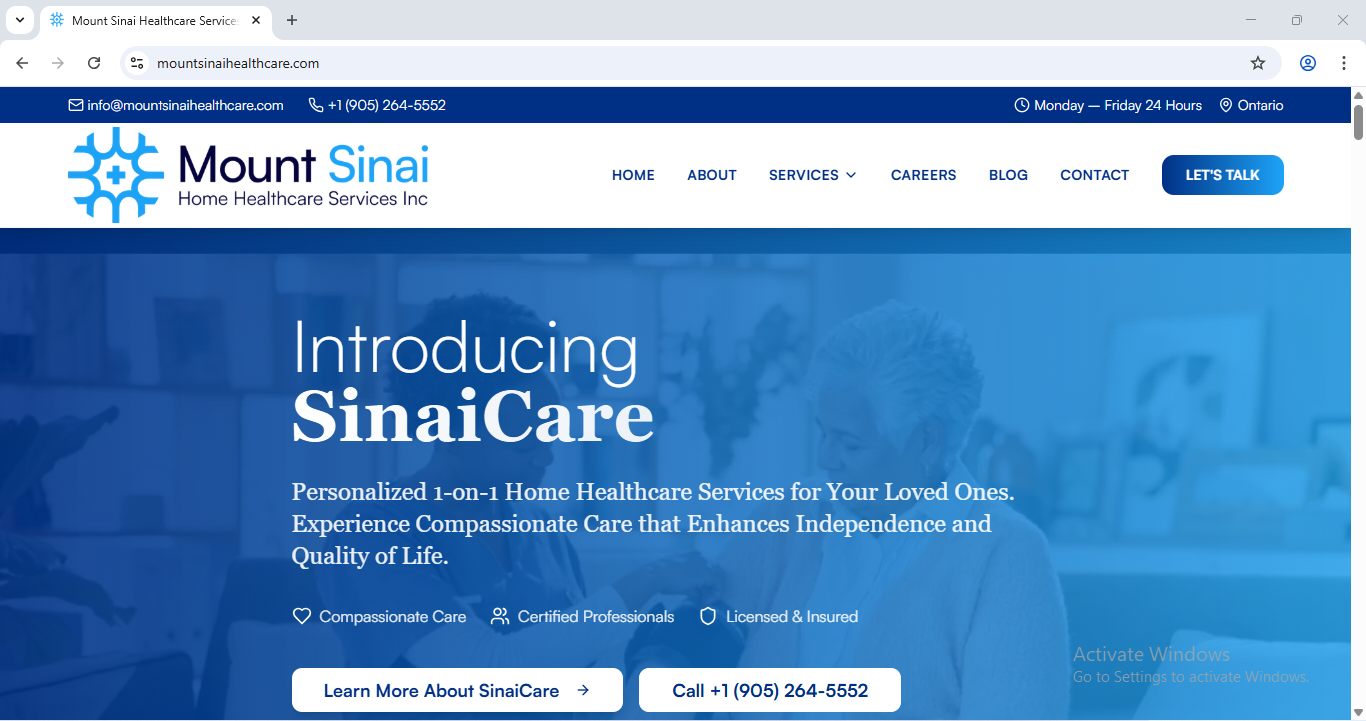 Mount Sinai Healthcare Service
mountsinaihealthcare.com
info@mountsinaihealthcare.com +1 (905) 264-5552 Monday — Friday 24 Hours Ontario
Mount Sinai
Home Healthcare Services Inc
HOME ABOUT SERVICES CAREERS BLOG CONTACT LET'S TALK
Introducing
SinaiCare
Personalized 1-on-1 Home Healthcare Services for Your Loved Ones.
Experience Compassionate Care that Enhances Independence and
Quality of Life.
Compassionate Care Certified Professionals Licensed & Insured
Activate Windows
Go to Settings to activate Windows.
Learn More About SinaiCare → Call +1 (905) 264-5552